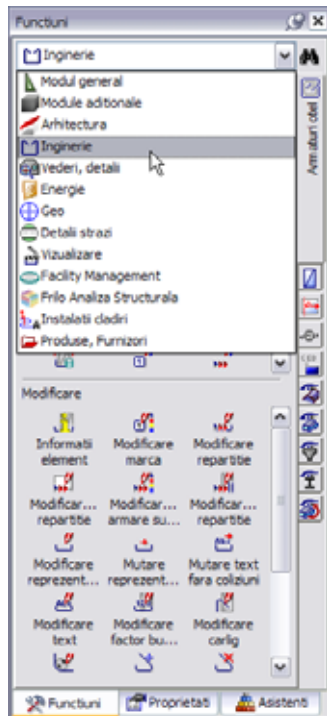 Functiuni
Inginerie
Modul general
Module aditionale
Arhitectura
Inginerie
Vederi, detalii
Energie
Geo
Detalii strazi
Vizualizare
Facility Management
Frilo Analiza Structurala
Instalatii cladiri
Produse, Furnizori
Armaturi otel
Modificare
Informatii element
Modificare marca
Modificare repartitie
Modificar... repartitie
Modificar... armare su...
Modificar... repartitie
Modificare reprezent...
Mutare reprezent...
Mutare text fara coliziuni
Modificare text
Modificare factor bu...
Modificare carlig
Functiuni
Proprietati
Asistenti